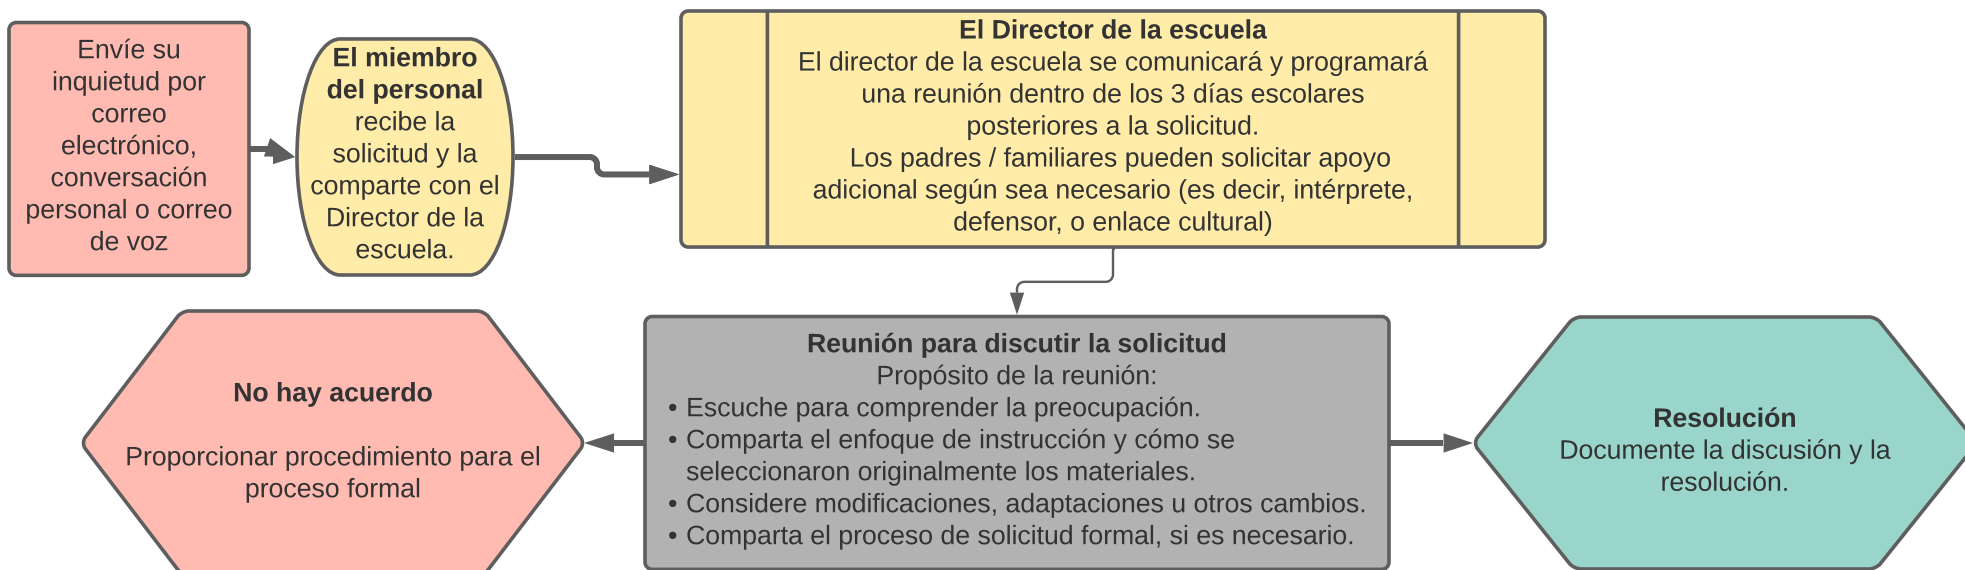 Envíe su
inquietud por
correo
electrónico,
conversación
personal o correo
de voz
El miembro
del personal
recibe la
solicitud y la
comparte con el
Director de la
escuela.
El Director de la escuela
El director de la escuela se comunicará y programará
una reunión dentro de los 3 días escolares
posteriores a la solicitud.
Los padres / familiares pueden solicitar apoyo
adicional según sea necesario (es decir, intérprete,
defensor, o enlace cultural)
No hay acuerdo
Proporcionar procedimiento para el
proceso formal
Reunión para discutir la solicitud
Propósito de la reunión:
• Escuche para comprender la preocupación.
• Comparta el enfoque de instrucción y cómo se
seleccionaron originalmente los materiales.
• Considere modificaciones, adaptaciones u otros cambios.
• Comparta el proceso de solicitud formal, si es necesario.
Resolución
Documente la discusión y la
resolución.